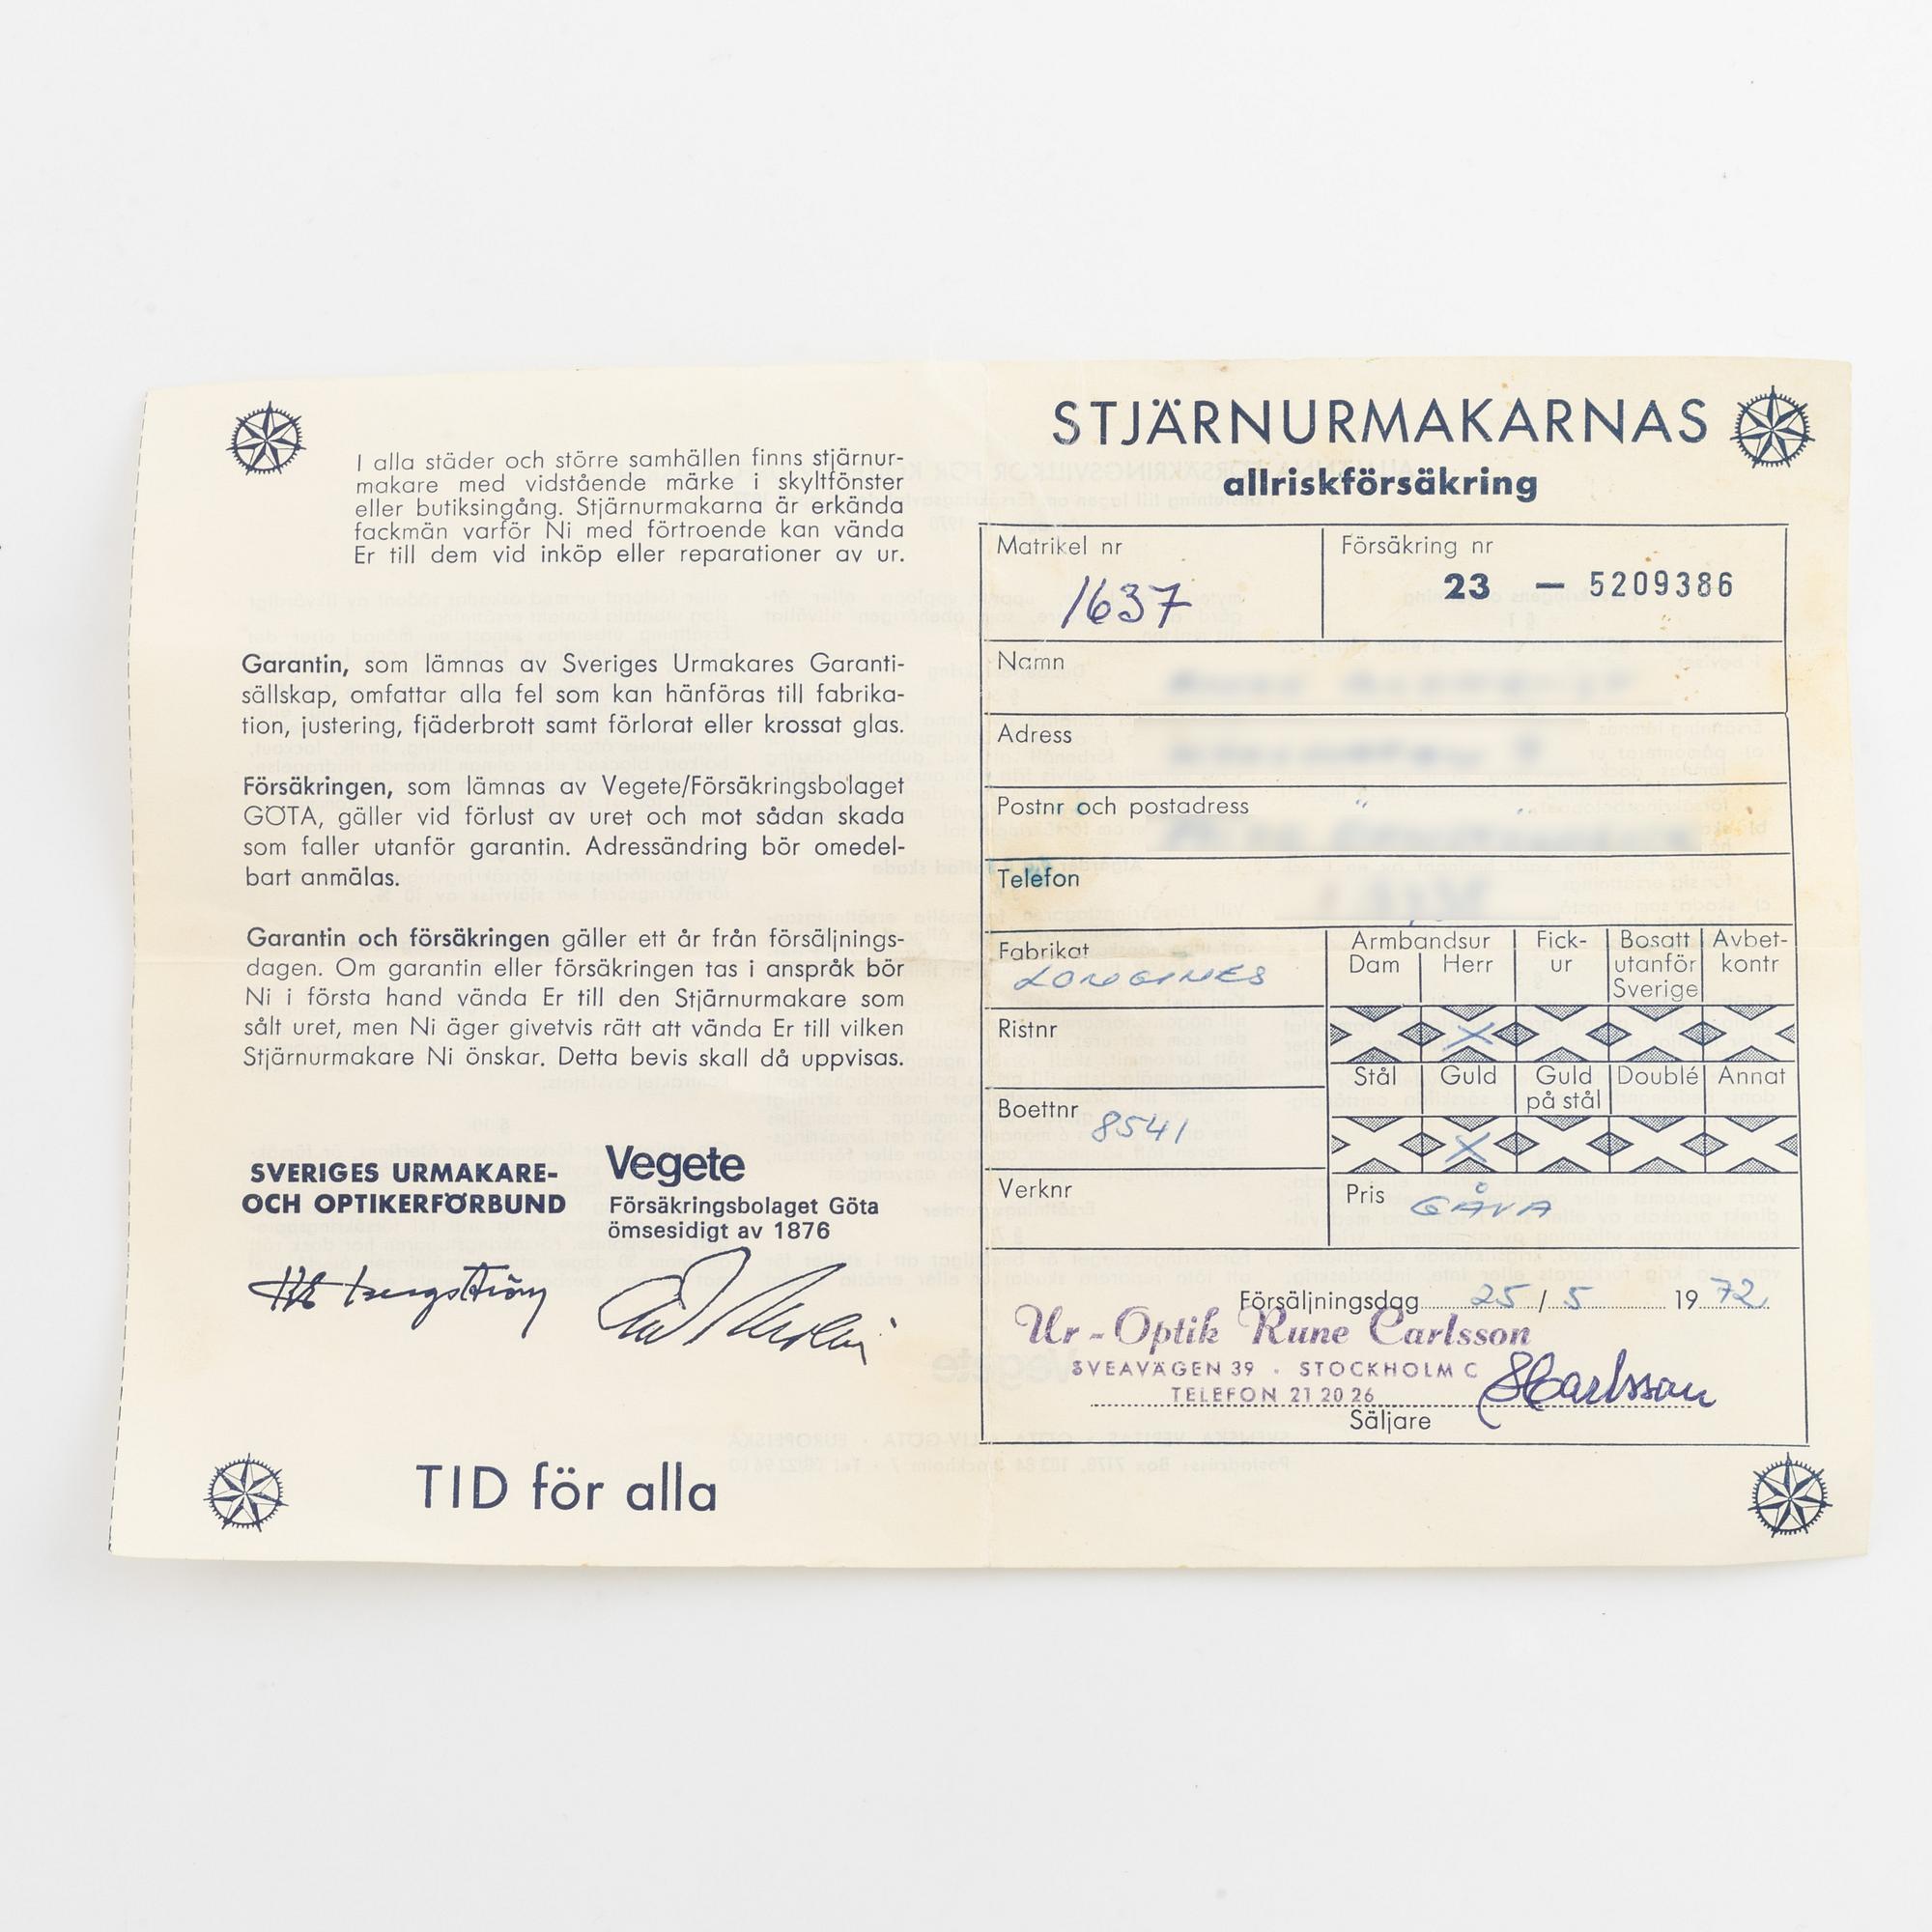 I alla städer och större samhällen finns stjärnur-
makare med vidstående märke i skyltfönster
eller butiksingång. Stjärnurmakarna är erkända
fackmän varför Ni med förtroende kan vända
Er till dem vid inköp eller reparationer av ur.
Garantin, som lämnas av Sveriges Urmakares Garanti-
sällskap, omfattar alla fel som kan hänföras till fabrika-
tion, justering, fjäderbrott samt förlorat eller krossat glas.
Försäkringen, som lämnas av Vegete/Försäkringsbolaget
GÖTA, gäller vid förlust av uret och mot sådan skada
som faller utanför garantin. Adressändring bör omedel-
bart anmälas.
Garantin och försäkringen gäller ett år från försäljnings-
dagen. Om garantin eller försäkringen tas i anspråk bör
Ni i första hand vända Er till den Stjärnurmakare som
sålt uret, men Ni äger givetvis rätt att vända Er till vilken
Stjärnurmakare Ni önskar. Detta bevis skall då uppvisas.
SVERIGES URMAKARE-
OCH OPTIKERFÖRBUND
Vegete
Försäkringsbolaget Göta
ömsesidigt av 1876
TID för alla
STJÄRNURMAKARNAS
allriskförsäkring
Matrikel nr
1637
Försäkring nr
23 — 5209386
Namn
Adress
Postnr och postadress
Telefon
Fabrikat
LONGINES
Ristnr
Boettnr
8541
Verknr
Armbandsur
Dam Herr
Fick-
ur
Bosatt
utanför
Sverige
Avbet-
kontr
X
Stål Guld Guld
på stål Doublé Annat
X
Pris GÅVA
Försäljningsdag 25 / 5 1972
Ur - Optik Rune Carlsson
SVEAVÄGEN 39 · STOCKHOLM C
TELEFON 21 20 26
Carlsson
Säljare